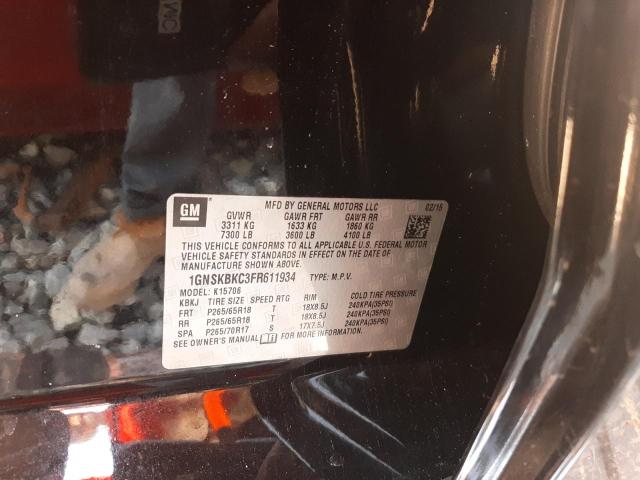 GM
MFD BY GENERAL MOTORS LLC
02/15
GVWR GAWR FRT GAWR RR
3311 KG 1633 KG 1860 KG
7300 LB 3600 LB 4100 LB
THIS VEHICLE CONFORMS TO ALL APPLICABLE U.S. FEDERAL MOTOR
VEHICLE SAFETY STANDARDS IN EFFECT ON THE DATE OF
MANUFACTURE SHOWN ABOVE.
1GNSKBKC3FR611934 TYPE: M.P.V.
MODEL: K15706
KBKJ TIRE SIZE SPEED RTG RIM COLD TIRE PRESSURE
FRT P265/65R18 T 18X8.5J 240KPA(35PSI)
RR P265/65R18 T 18X8.5J 240KPA(35PSI)
SPA P265/70R17 S 17X7.5J 240KPA(35PSI)
SEE OWNER'S MANUAL FOR MORE INFORMATION.